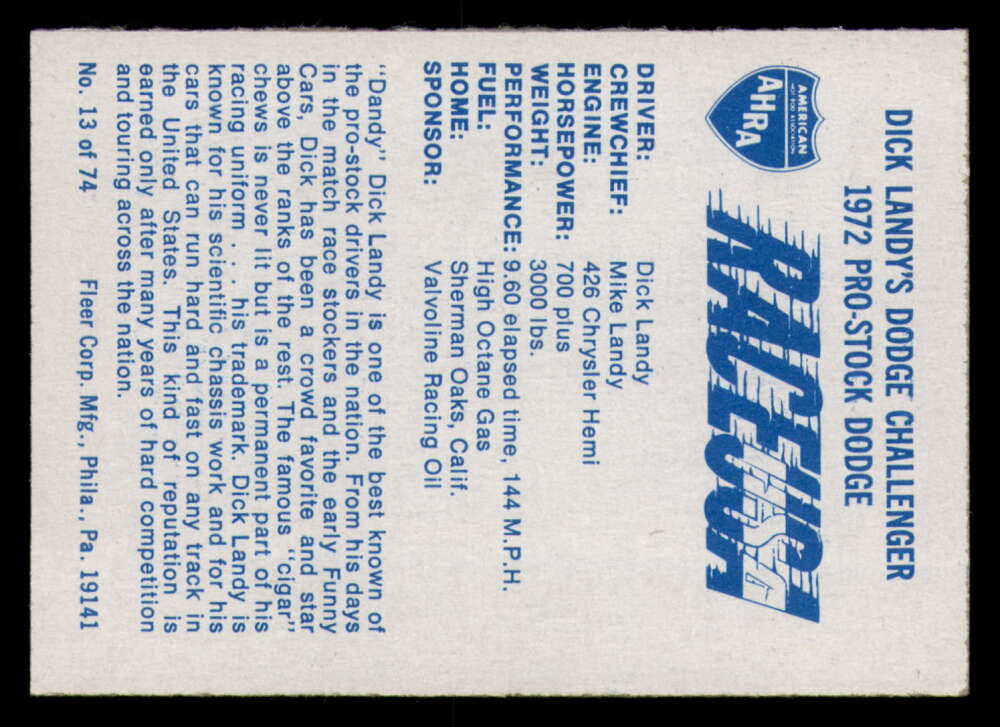 DICK LANDY'S DODGE CHALLENGER
1972 PRO-STOCK DODGE
AMERICAN
HOT ROD ASSOCIATION
AHRA
RACEUSA
DRIVER: Dick Landy
CREWCHIEF: Mike Landy
ENGINE: 426 Chrysler Hemi
HORSEPOWER: 700 plus
WEIGHT: 3000 lbs.
PERFORMANCE: 9.60 elapsed time, 144 M.P.H.
FUEL: High Octane Gas
HOME: Sherman Oaks, Calif.
SPONSOR: Valvoline Racing Oil
"Dandy" Dick Landy is one of the best known of
the pro-stock drivers in the nation. From his days
in the match race stockers and the early Funny
Cars, Dick has been a crowd favorite and star
above the ranks of the rest. The famous "cigar"
chews is never lit but is a permanent part of his
racing uniform . . . his trademark. Dick Landy is
known for his scientific chassis work and for his
cars that can run hard and fast on any track in
the United States. This kind of reputation is
earned only after many years of hard competition
and touring across the nation.
No. 13 of 74 Fleer Corp. Mfg., Phila., Pa. 19141